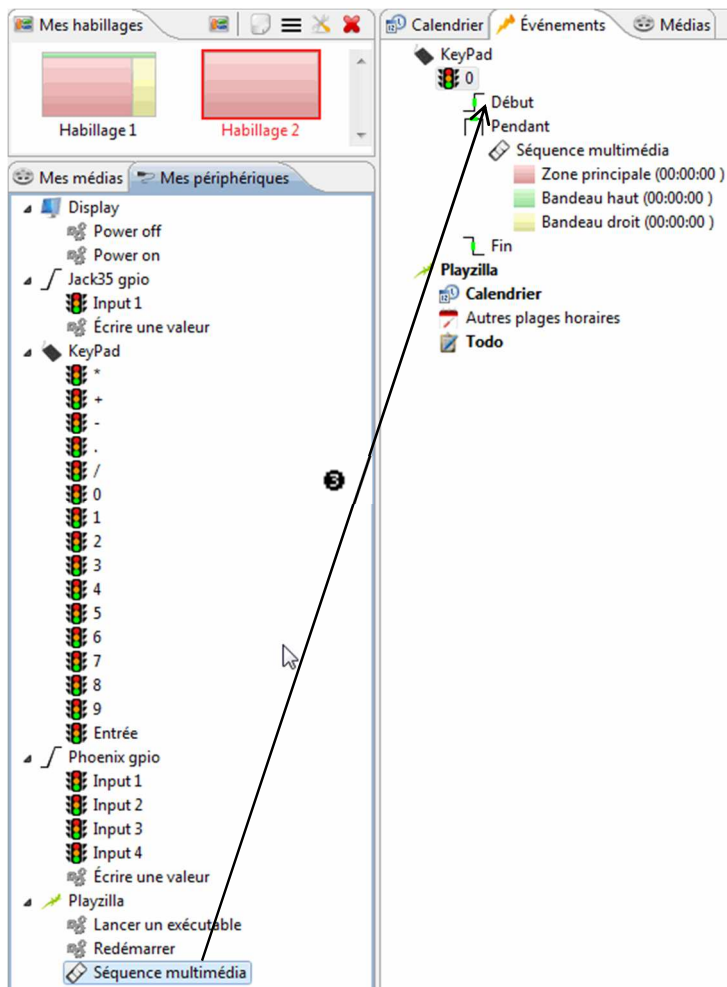 Mes habillages
Habillage 1
Habillage 2
Mes médias
Mes périphériques
Display
Power off
Power on
Jack35 gpio
Input 1
Écrire une valeur
KeyPad
*
+
-
.
/
0
1
2
3
4
5
6
7
8
9
Entrée
Phoenix gpio
Input 1
Input 2
Input 3
Input 4
Écrire une valeur
Playzilla
Lancer un exécutable
Redémarrer
Séquence multimédia
❸
Calendrier
Événements
Médias
KeyPad
0
Début
Pendant
Séquence multimédia
Zone principale (00:00:00 )
Bandeau haut (00:00:00 )
Bandeau droit (00:00:00 )
Fin
Playzilla
Calendrier
Autres plages horaires
Todo